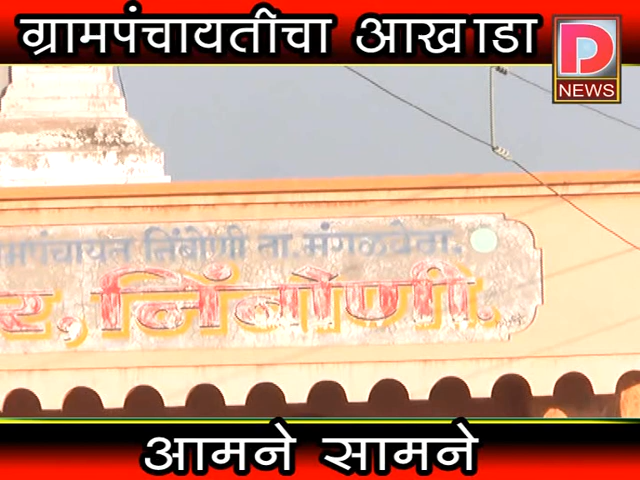 ग्रामपंचायतींचा आखाडा
D
NEWS
ग्रामपंचायत निंबोणी ता. मंगळवेढा.
र, निंबोणी.
आमने सामने